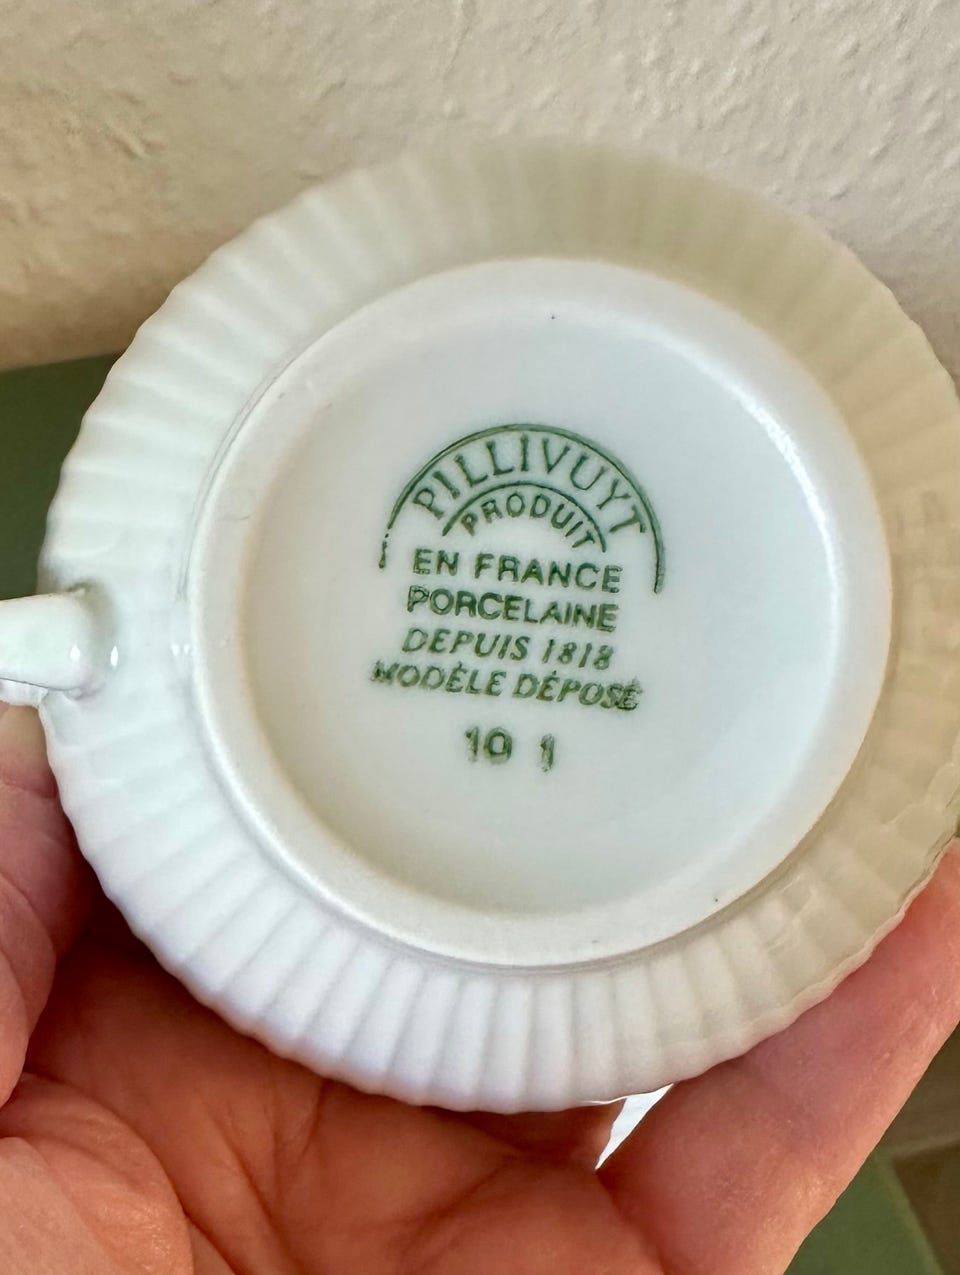 PILLIVUYT
PRODUIT
EN FRANCE
PORCELAINE
DEPUIS 1818
MODÈLE DÉPOSÉ
10 1